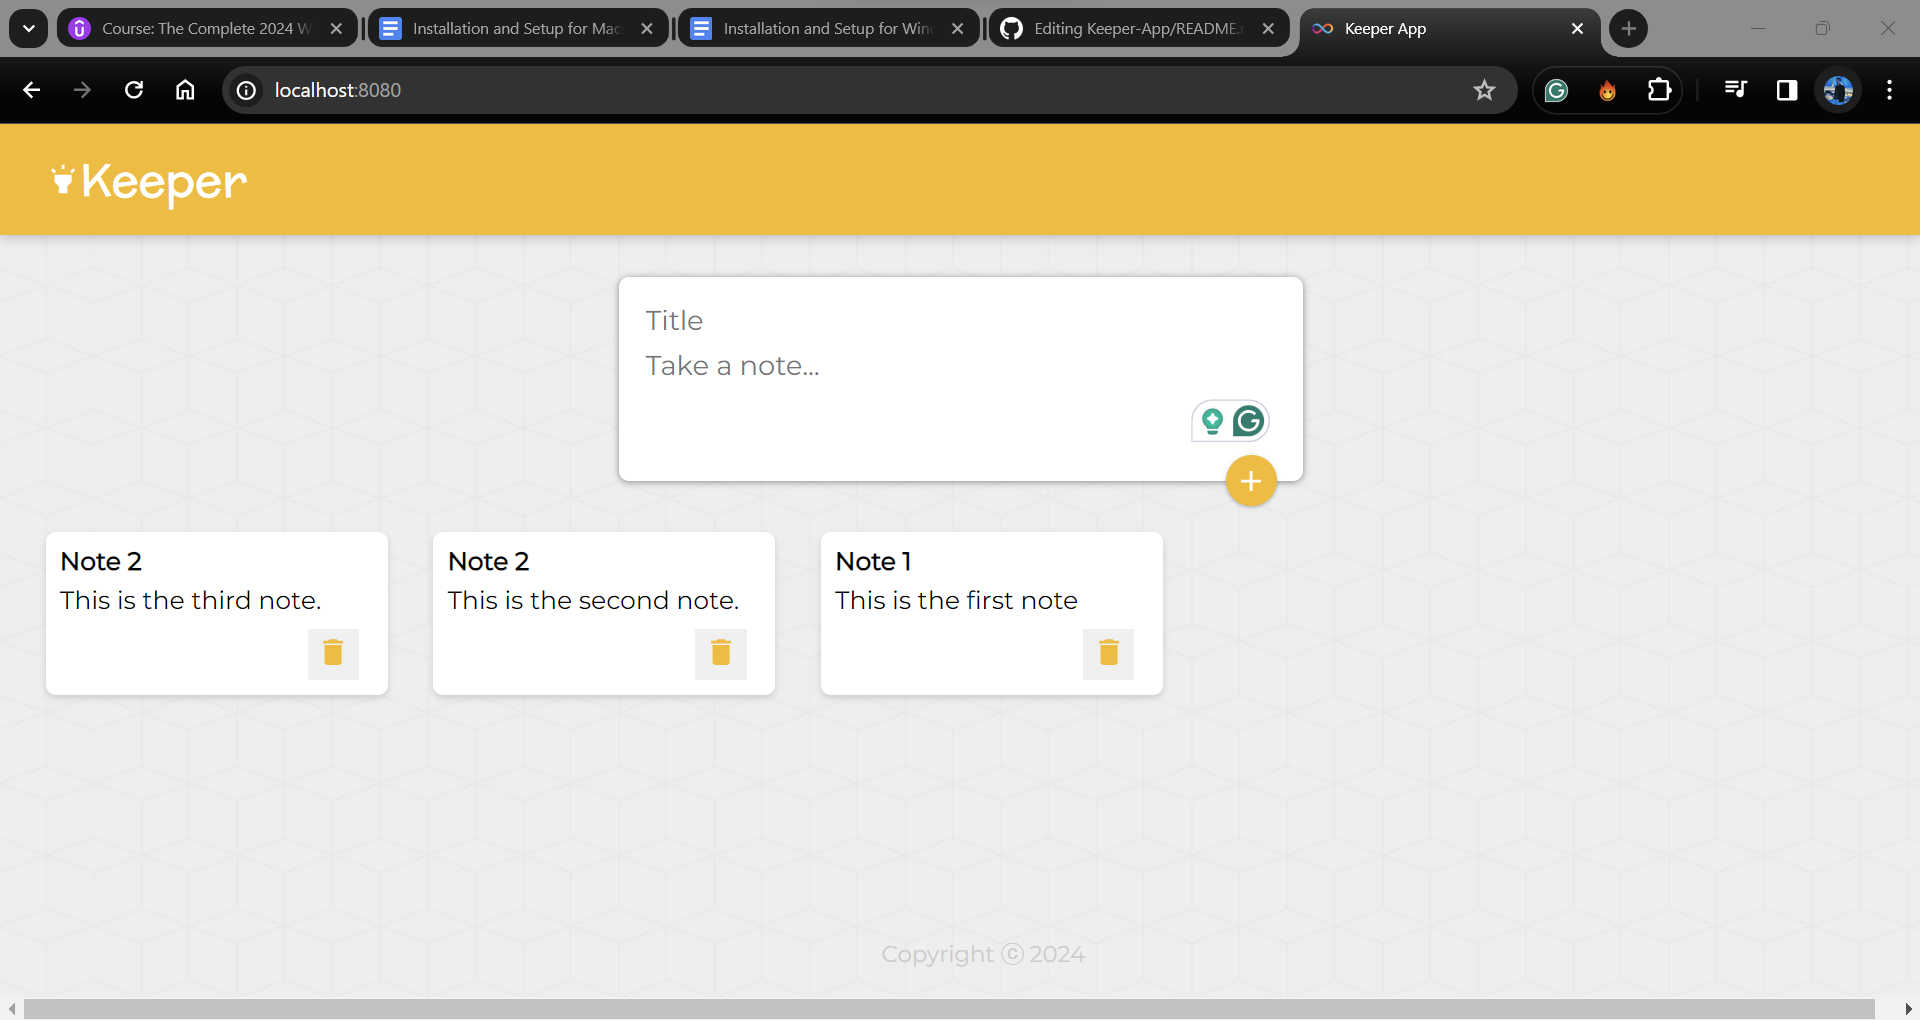 Course: The Complete 2024 W
Installation and Setup for Mac
Installation and Setup for Win
Editing Keeper-App/README.
Keeper App
localhost:8080
Keeper
Title
Take a note...
Note 2
This is the third note.
Note 2
This is the second note.
Note 1
This is the first note
Copyright ⓒ 2024